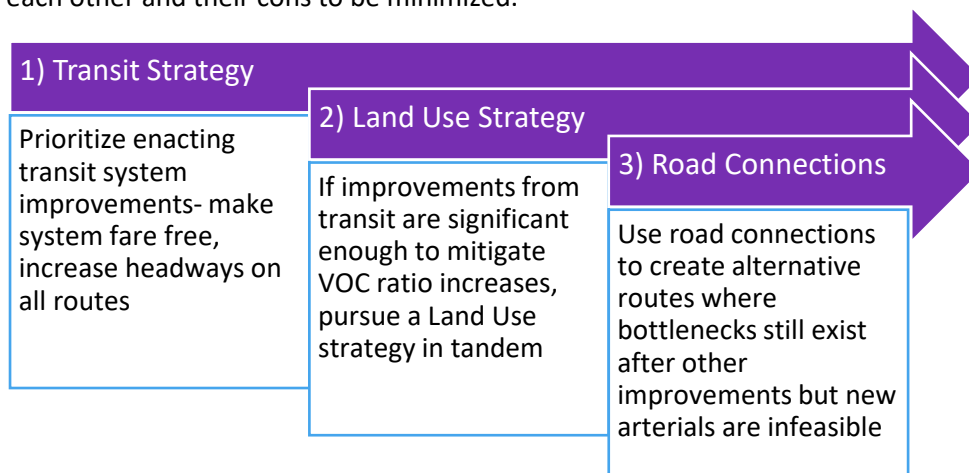 each other and their cons to be minimized.
1) Transit Strategy
Prioritize enacting
transit system
improvements- make
system fare free,
increase headways on
all routes
2) Land Use Strategy
If improvements from
transit are significant
enough to mitigate
VOC ratio increases,
pursue a Land Use
strategy in tandem
3) Road Connections
Use road connections
to create alternative
routes where
bottlenecks still exist
after other
improvements but new
arterials are infeasible